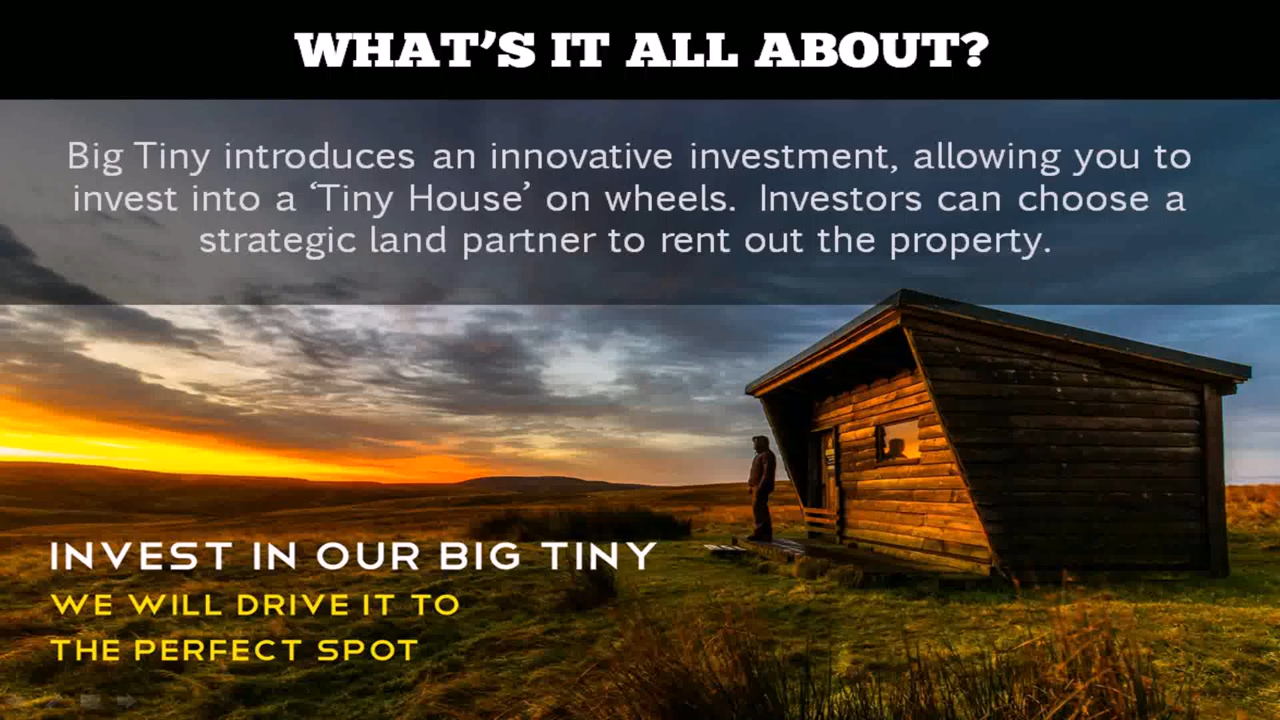 WHAT’S IT ALL ABOUT?
Big Tiny introduces an innovative investment, allowing you to
invest into a ‘Tiny House’ on wheels. Investors can choose a
strategic land partner to rent out the property.
INVEST IN OUR BIG TINY
WE WILL DRIVE IT TO
THE PERFECT SPOT